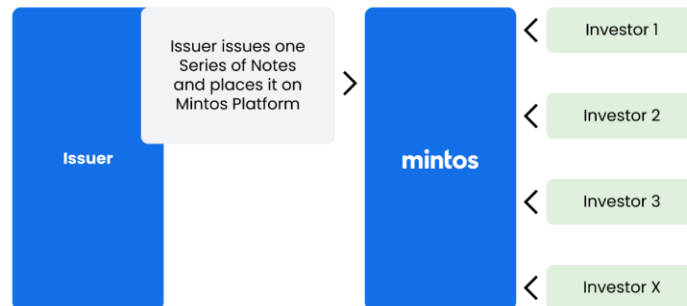 Issuer issues one
Series of Notes
and places it on
Mintos Platform
Issuer
mintos
Investor 1
Investor 2
Investor 3
Investor X